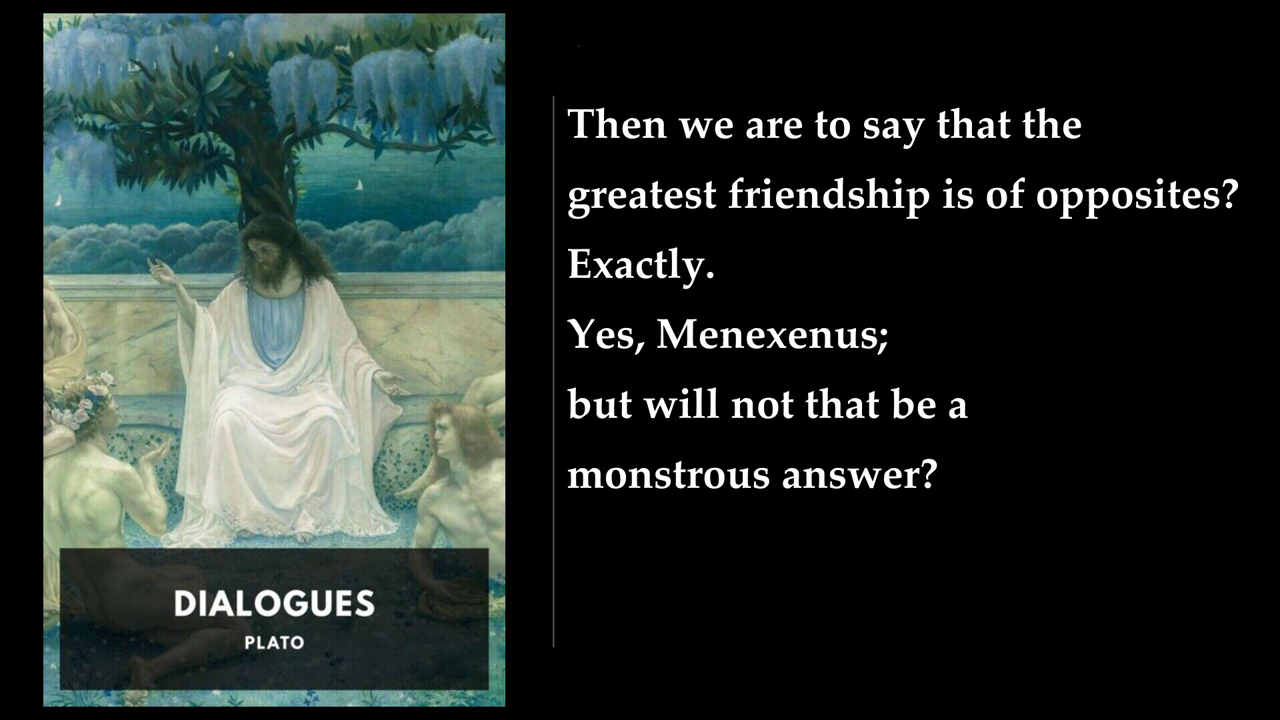 Then we are to say that the
greatest friendship is of opposites?
Exactly.
Yes, Menexenus;
but will not that be a
monstrous answer?
DIALOGUES
PLATO